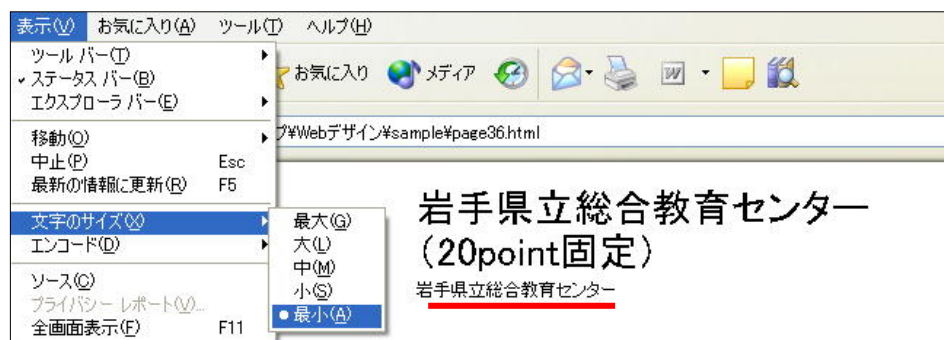 表示(V) お気に入り(A) ツール(T) ヘルプ(H)
ツール バー(T)
ステータス バー(B)
エクスプローラ バー(E)
移動(O)
中止(P) Esc
最新の情報に更新(R) F5
文字のサイズ(X)
エンコード(D)
ソース(C)
プライバシー レポート(V)...
全画面表示(F) F11
最大(G)
大(L)
中(M)
小(S)
最小(A)
お気に入り メディア
プ¥Webデザイン¥sample¥page36.html
岩手県立総合教育センター
(20point固定)
岩手県立総合教育センター